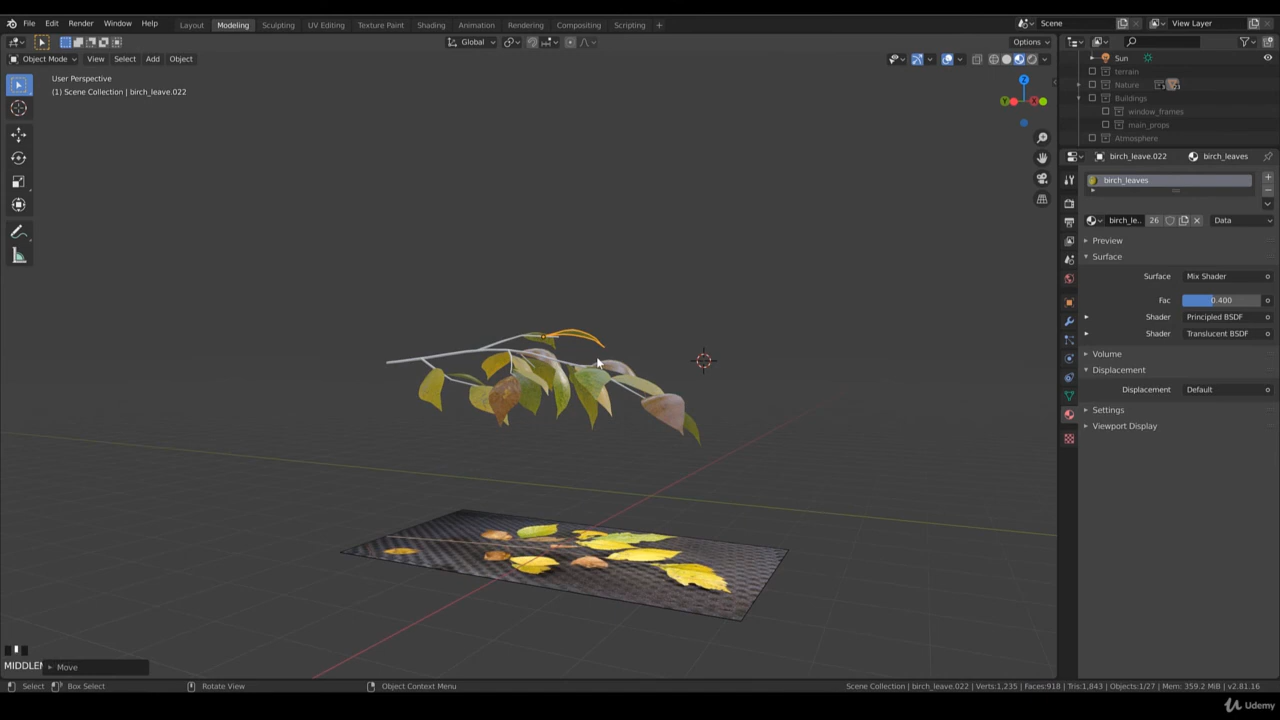 File Edit Render Window Help Layout Modeling Sculpting UV Editing Texture Paint Shading Animation Rendering Compositing Scripting + Scene View Layer
Global Options
Object Mode View Select Add Object
User Perspective
(1) Scene Collection | birch_leave.022
Z
Y
X
Sun
terrain
Nature
Buildings
window_frames
main_props
Atmosphere
birch_leave.022 birch_leaves
birch_leaves
birch_le.. 26 Data
Preview
Surface
Surface Mix Shader
Fac 0.400
Shader Principled BSDF
Shader Translucent BSDF
Volume
Displacement
Displacement Default
Settings
Viewport Display
MIDDLEM Move
Select Box Select Rotate View Object Context Menu Scene Collection | birch_leave.022 | Verts:1,235 | Faces:918 | Tris:1,843 | Objects:1/27 | Mem: 359.2 MiB | v2.81.16
Udemy